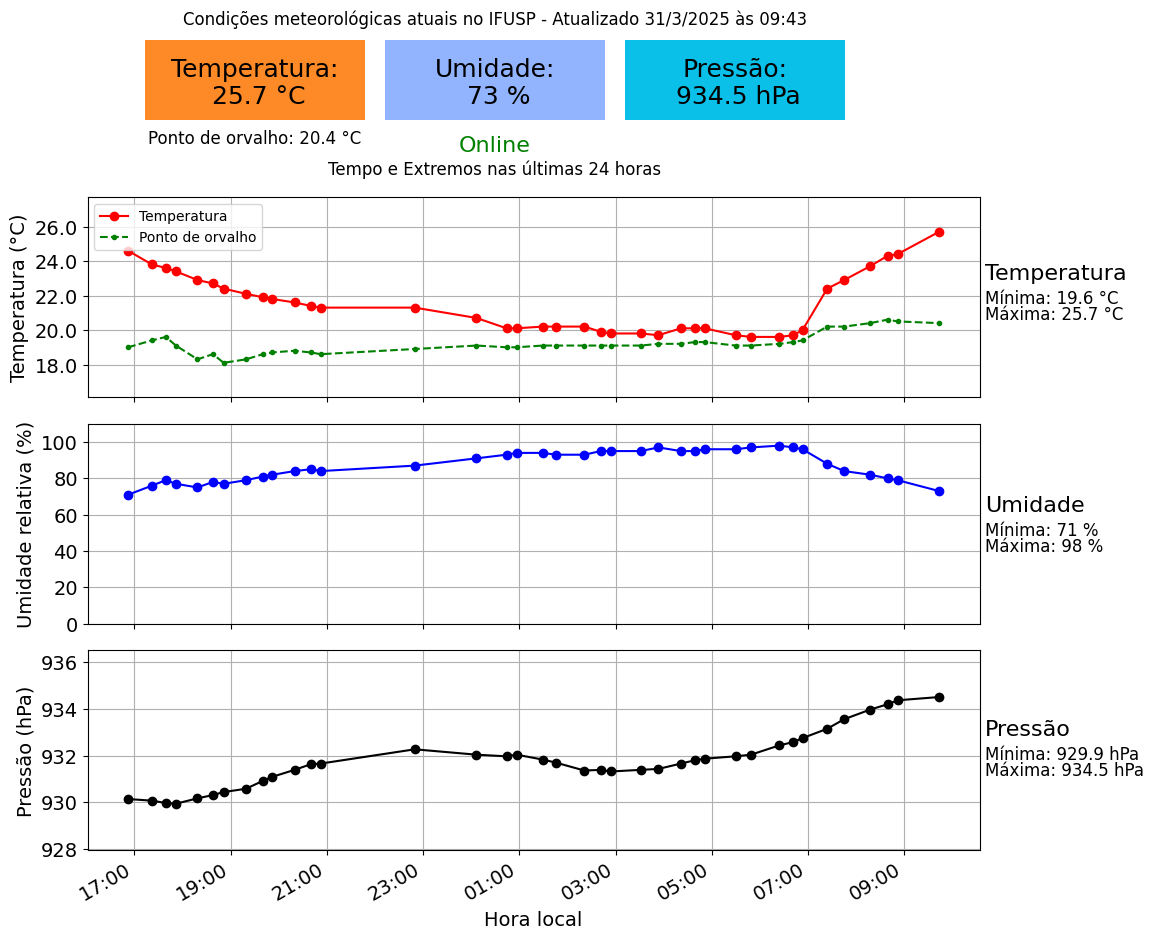 Condições meteorológicas atuais no IFUSP - Atualizado 31/3/2025 às 09:43
Temperatura:
25.7 °C
Umidade:
73 %
Pressão:
934.5 hPa
Ponto de orvalho: 20.4 °C
Online
Tempo e Extremos nas últimas 24 horas
Temperatura (°C)
26.0
24.0
22.0
20.0
18.0
Temperatura
Ponto de orvalho
Temperatura
Mínima: 19.6 °C
Máxima: 25.7 °C
Umidade relativa (%)
100
80
60
40
20
0
Umidade
Mínima: 71 %
Máxima: 98 %
Pressão (hPa)
936
934
932
930
928
Pressão
Mínima: 929.9 hPa
Máxima: 934.5 hPa
17:00
19:00
21:00
23:00
01:00
03:00
05:00
07:00
09:00
Hora local